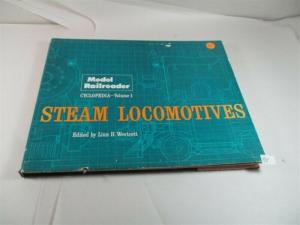 Model
Railroader
CYCLOPEDIA—Volume 1
STEAM LOCOMOTIVES
Edited by Linn H. Westcott